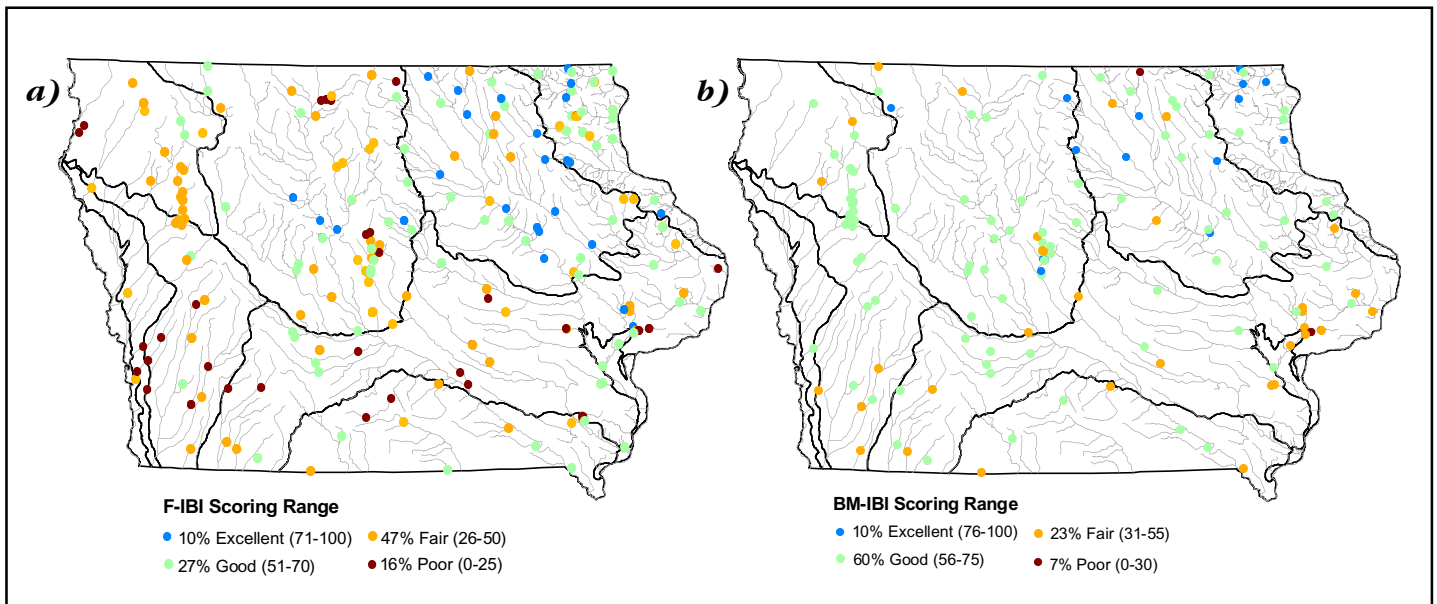 a)
b)
F-IBI Scoring Range
10% Excellent (71-100) 47% Fair (26-50)
27% Good (51-70) 16% Poor (0-25)
BM-IBI Scoring Range
10% Excellent (76-100) 23% Fair (31-55)
60% Good (56-75) 7% Poor (0-30)